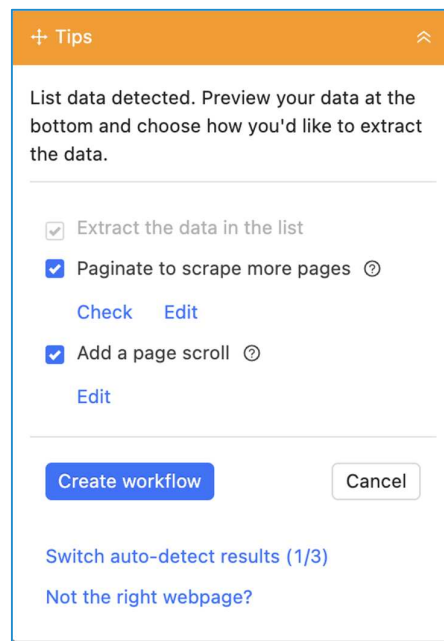 Tips
List data detected. Preview your data at the
bottom and choose how you'd like to extract
the data.
Extract the data in the list
Paginate to scrape more pages ?
Check Edit
Add a page scroll ?
Edit
Create workflow Cancel
Switch auto-detect results (1/3)
Not the right webpage?